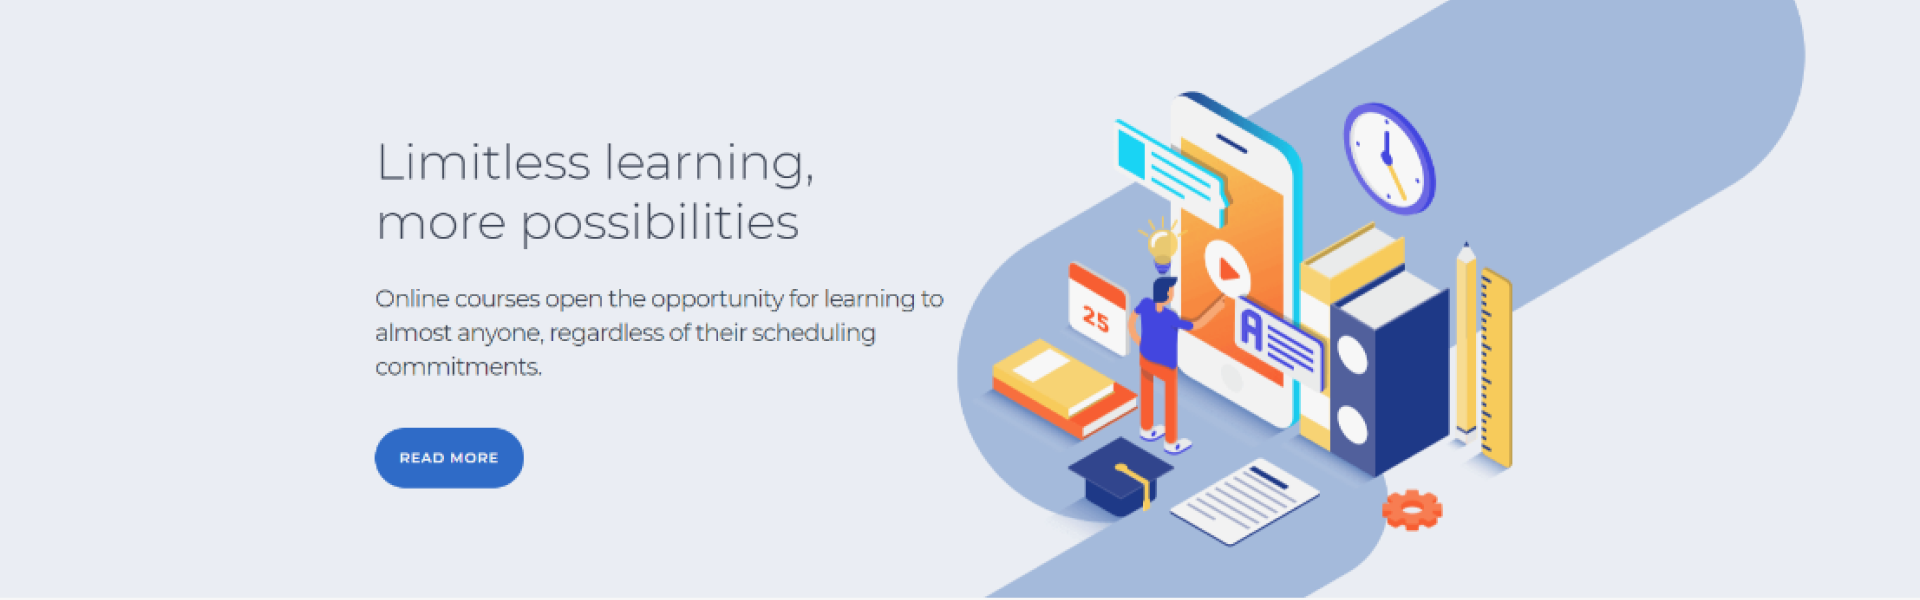 Limitless learning,
more possibilities
Online courses open the opportunity for learning to
almost anyone, regardless of their scheduling
commitments.
READ MORE
25
A